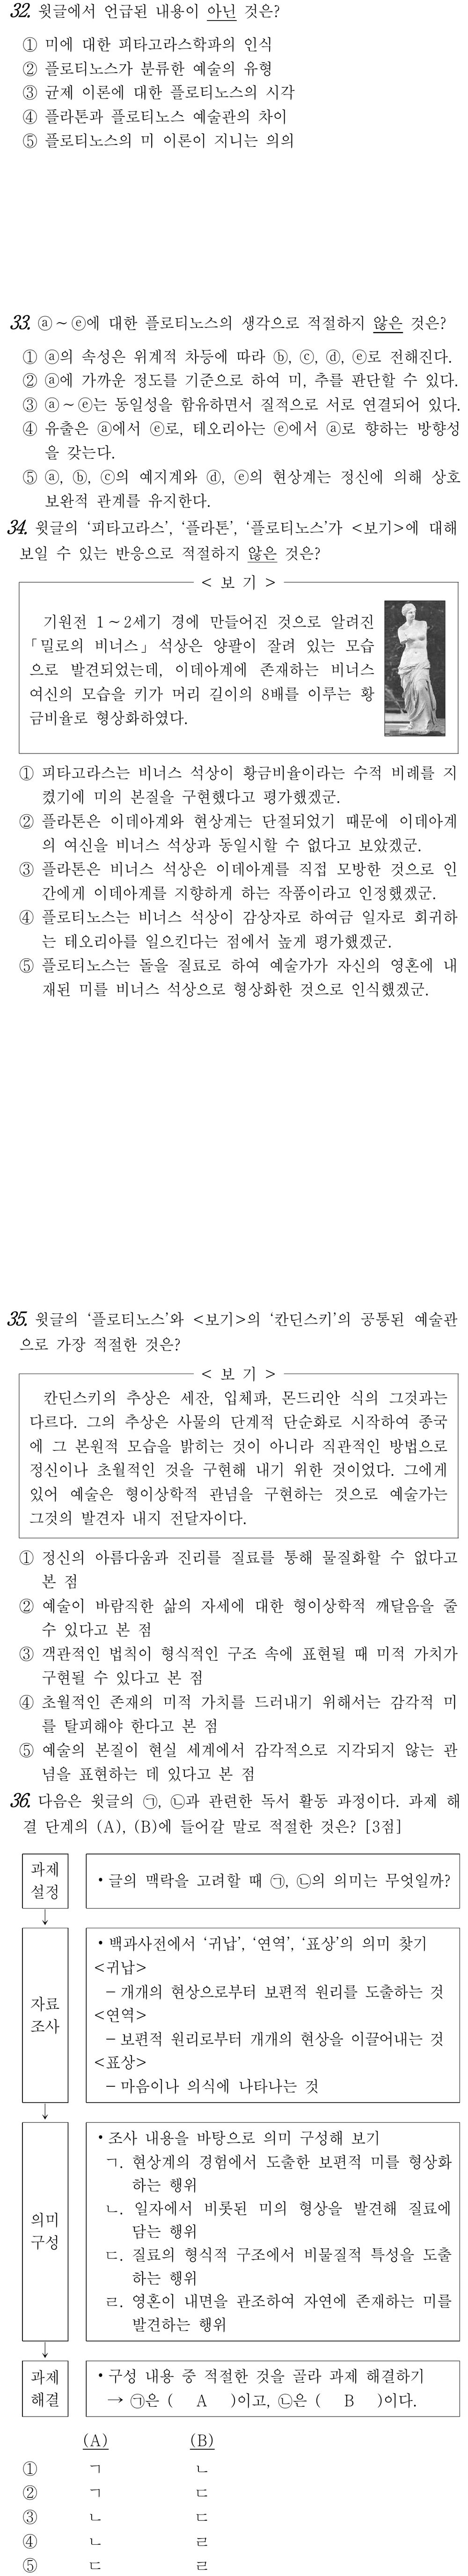 32. 윗글에서 언급된 내용이 아닌 것은?
① 미에 대한 피타고라스학파의 인식
② 플로티노스가 분류한 예술의 유형
③ 균제 이론에 대한 플로티노스의 시각
④ 플라톤과 플로티노스 예술관의 차이
⑤ 플로티노스의 미 이론이 지니는 의의
33. ⓐ~ⓔ에 대한 플로티노스의 생각으로 적절하지 않은 것은?
① ⓐ의 속성은 위계적 차등에 따라 ⓑ, ⓒ, ⓓ, ⓔ로 전해진다.
② ⓐ에 가까운 정도를 기준으로 하여 미, 추를 판단할 수 있다.
③ ⓐ~ⓔ는 동일성을 함유하면서 질적으로 서로 연결되어 있다.
④ 유출은 ⓐ에서 ⓔ로, 테오리아는 ⓔ에서 ⓐ로 향하는 방향성
을 갖는다.
⑤ ⓐ, ⓑ, ⓒ의 예지계와 ⓓ, ⓔ의 현상계는 정신에 의해 상호
보완적 관계를 유지한다.
34. 윗글의 ‘피타고라스’, ‘플라톤’, ‘플로티노스’가 <보기>에 대해
보일 수 있는 반응으로 적절하지 않은 것은?
< 보 기 >
기원전 1~2세기 경에 만들어진 것으로 알려진
「밀로의 비너스」 석상은 양팔이 잘려 있는 모습
으로 발견되었는데, 이데아계에 존재하는 비너스
여신의 모습을 키가 머리 길이의 8배를 이루는 황
금비율로 형상화하였다.
① 피타고라스는 비너스 석상이 황금비율이라는 수적 비례를 지
켰기에 미의 본질을 구현했다고 평가했겠군.
② 플라톤은 이데아계와 현상계는 단절되었기 때문에 이데아계
의 여신을 비너스 석상과 동일시할 수 없다고 보았겠군.
③ 플라톤은 비너스 석상은 이데아계를 직접 모방한 것으로 인
간에게 이데아계를 지향하게 하는 작품이라고 인정했겠군.
④ 플로티노스는 비너스 석상이 감상자로 하여금 일자로 회귀하
는 테오리아를 일으킨다는 점에서 높게 평가했겠군.
⑤ 플로티노스는 돌을 질료로 하여 예술가가 자신의 영혼에 내
재된 미를 비너스 석상으로 형상화한 것으로 인식했겠군.
35. 윗글의 ‘플로티노스’와 <보기>의 ‘칸딘스키’의 공통된 예술관
으로 가장 적절한 것은?
< 보 기 >
칸딘스키의 추상은 세잔, 입체파, 몬드리안 식의 그것과는
다르다. 그의 추상은 사물의 단계적 단순화로 시작하여 종국
에 그 본원적 모습을 밝히는 것이 아니라 직관적인 방법으로
정신이나 초월적인 것을 구현해 내기 위한 것이었다. 그에게
있어 예술은 형이상학적 관념을 구현하는 것으로 예술가는
그것의 발견자 내지 전달자이다.
① 정신의 아름다움과 진리를 질료를 통해 물질화할 수 없다고
본 점
② 예술이 바람직한 삶의 자세에 대한 형이상학적 깨달음을 줄
수 있다고 본 점
③ 객관적인 법칙이 형식적인 구조 속에 표현될 때 미적 가치가
구현될 수 있다고 본 점
④ 초월적인 존재의 미적 가치를 드러내기 위해서는 감각적 미
를 탈피해야 한다고 본 점
⑤ 예술의 본질이 현실 세계에서 감각적으로 지각되지 않는 관
념을 표현하는 데 있다고 본 점
36. 다음은 윗글의 ㉠, ㉡과 관련한 독서 활동 과정이다. 과제 해
결 단계의 (A), (B)에 들어갈 말로 적절한 것은? [3점]
과제
설정
•글의 맥락을 고려할 때 ㉠, ㉡의 의미는 무엇일까?
자료
조사
•백과사전에서 ‘귀납’, ‘연역’, ‘표상’의 의미 찾기
<귀납>
－개개의 현상으로부터 보편적 원리를 도출하는 것
<연역>
－보편적 원리로부터 개개의 현상을 이끌어내는 것
<표상>
－마음이나 의식에 나타나는 것
의미
구성
•조사 내용을 바탕으로 의미 구성해 보기
ㄱ. 현상계의 경험에서 도출한 보편적 미를 형상화
하는 행위
ㄴ. 일자에서 비롯된 미의 형상을 발견해 질료에
담는 행위
ㄷ. 질료의 형식적 구조에서 비물질적 특성을 도출
하는 행위
ㄹ. 영혼이 내면을 관조하여 자연에 존재하는 미를
발견하는 행위
과제
해결
•구성 내용 중 적절한 것을 골라 과제 해결하기
→ ㉠은 ( A )이고, ㉡은 ( B )이다.
(A) (B)
① ㄱ ㄴ
② ㄱ ㄷ
③ ㄴ ㄷ
④ ㄴ ㄹ
⑤ ㄷ ㄹ